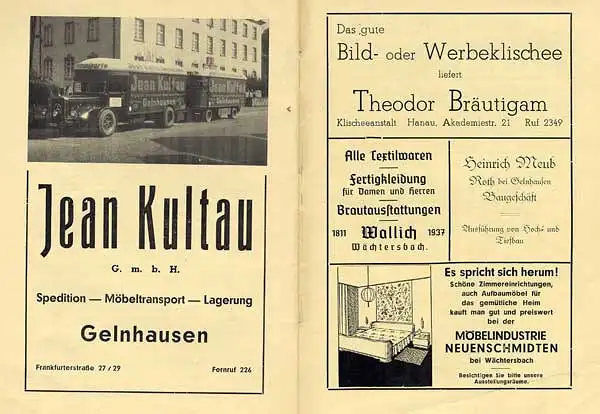 Jean Kultau
Gelnhausen
Jean Kultau
G. m. b. H.
Spedition — Möbeltransport — Lagerung
Gelnhausen
Frankfurterstraße 27/29 Fernruf 226
Das gute
Bild- oder Werbeklischee
liefert
Theodor Bräutigam
Klischeeanstalt Hanau, Akademiestr. 21 Ruf 2349
Alle Textilwaren
Fertigkleidung
für Damen und Herren
Brautausstattungen
1811 Wallich 1937
Wächtersbach.
Heinrich Meub
Roth bei Gelnhausen
Baugeschäft
Ausführung von Hoch- und
Tiefbau
Es spricht sich herum!
Schöne Zimmereinrichtungen,
auch Aufbaumöbel für
das gemütliche Heim
kauft man gut und preiswert
bei der
MÖBELINDUSTRIE
NEUENSCHMIDTEN
bei Wächtersbach
Besichtigen Sie bitte unsere
Ausstellungsräume.